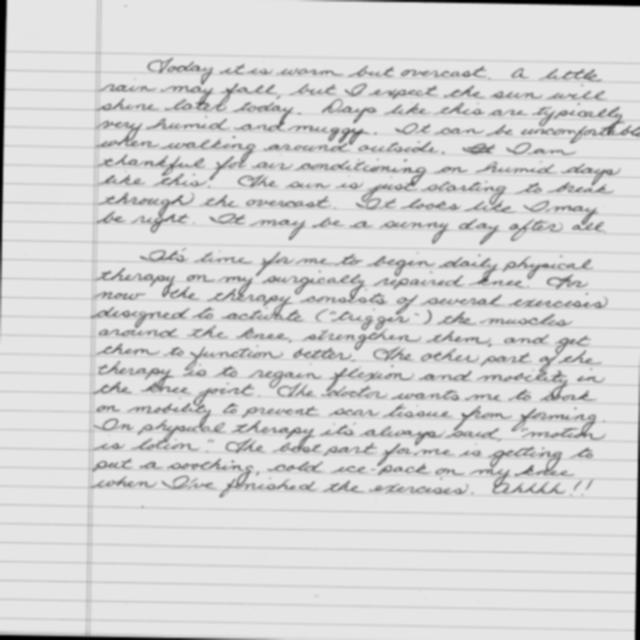 Today it is warm but overcast. A little
rain may fall, but I expect the sun will
shine later today. Days like this are typically
very humid and muggy. It can be uncomfortable
when walking around outside. I am
thankful for air conditioning on humid days
like this. The sun is just starting to break
through the overcast. It looks like I may
be right. It may be a sunny day after all
It's time for me to begin daily physical
therapy on my surgically repaired knee. For
now the therapy consists of several exercises
designed to activate ("trigger") the muscles
around the knee, strengthen them, and get
them to function better. The other part of the
therapy is to regain flexion and mobility in
the knee joint. The doctor wants me to work
on mobility to prevent scar tissue from forming.
In physical therapy it's always said, "motion
is lotion." The best part for me is getting to
put a soothing, cold ice-pack on my knee
when I've finished the exercises. Ahhhh!!